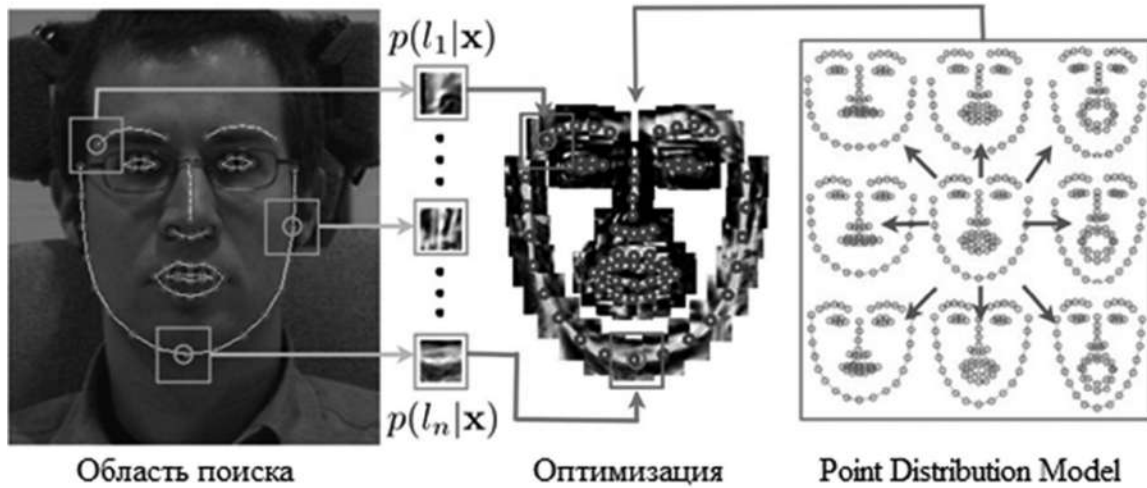 p(l₁|x)
p(lₙ|x)
Область поиска
Оптимизация
Point Distribution Model